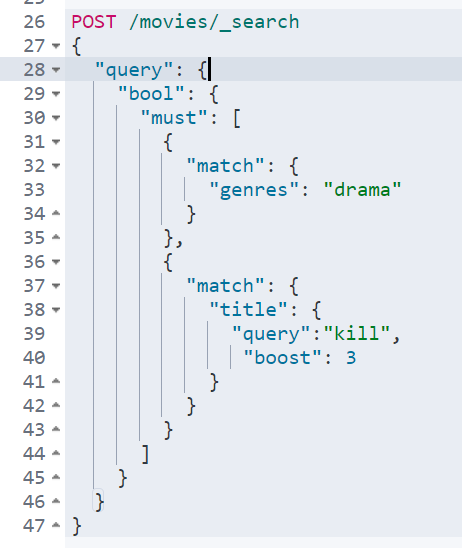 26 POST /movies/_search
27 {
28 "query": {
29 "bool": {
30 "must": [
31 {
32 "match": {
33 "genres": "drama"
34 }
35 },
36 {
37 "match": {
38 "title": {
39 "query":"kill",
40 "boost": 3
41 }
42 }
43 }
44 ]
45 }
46 }
47 }